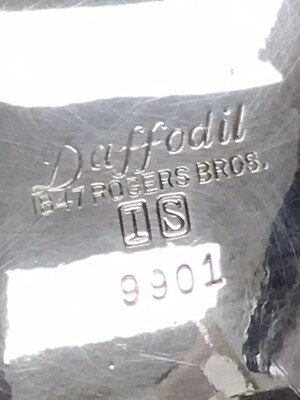 Daffodil
1847 ROGERS BROS.
IS
9901